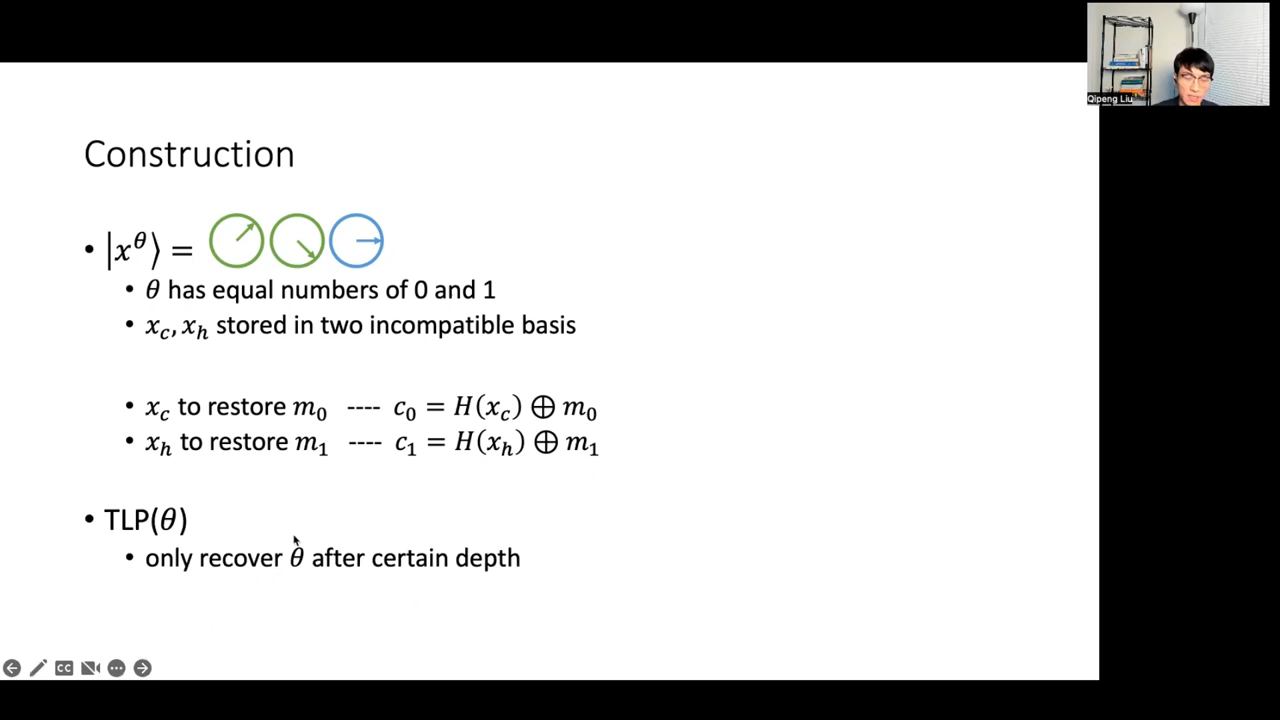 Qipeng Liu
Construction
• |x^θ⟩ =
• θ has equal numbers of 0 and 1
• x_c, x_h stored in two incompatible basis
• x_c to restore m_0 ---- c_0 = H(x_c) ⊕ m_0
• x_h to restore m_1 ---- c_1 = H(x_h) ⊕ m_1
• TLP(θ)
• only recover θ after certain depth
CC